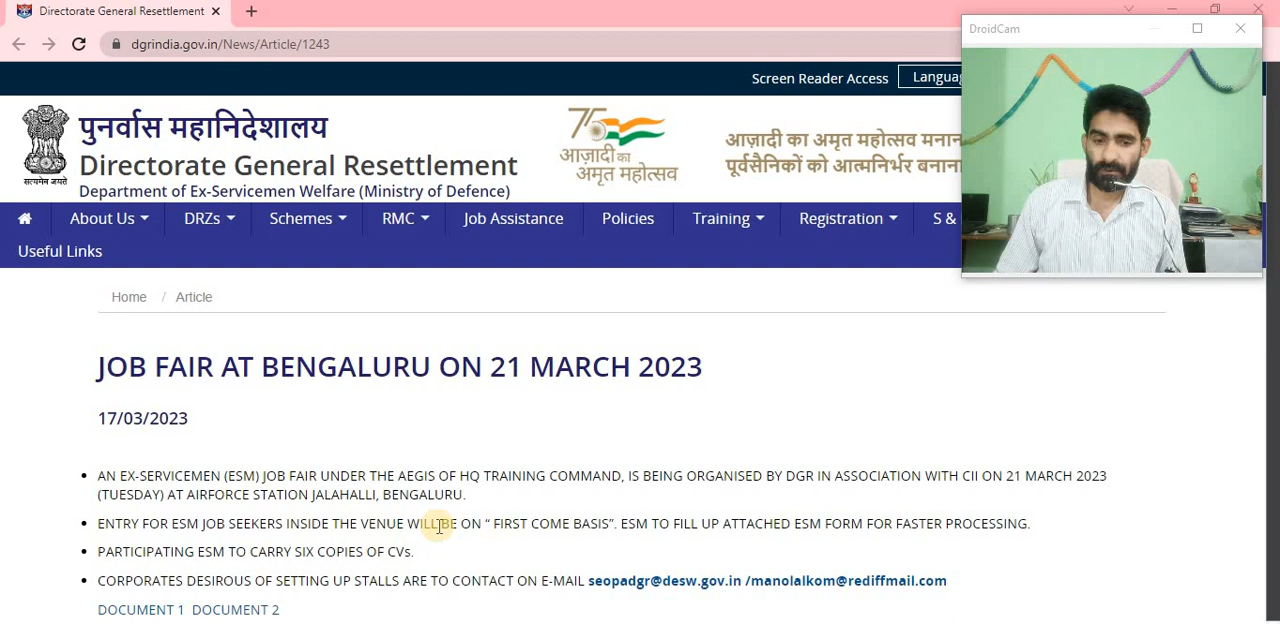 Directorate General Resettlement
dgrindia.gov.in/News/Article/1243
DroidCam
Screen Reader Access
पुनर्वास महानिदेशालय
Directorate General Resettlement
Department of Ex-Servicemen Welfare (Ministry of Defence)
सत्यमेव जयते
75
आज़ादी का
अमृत महोत्सव
आज़ादी का अमृत महोत्सव
पूर्वसैनिकों को आत्मनिर्भर
About Us DRZs Schemes RMC Job Assistance Policies Training Registration S &
Useful Links
Home / Article
JOB FAIR AT BENGALURU ON 21 MARCH 2023
17/03/2023
AN EX-SERVICEMEN (ESM) JOB FAIR UNDER THE AEGIS OF HQ TRAINING COMMAND, IS BEING ORGANISED BY DGR IN ASSOCIATION WITH CII ON 21 MARCH 2023
(TUESDAY) AT AIRFORCE STATION JALAHALLI, BENGALURU.
ENTRY FOR ESM JOB SEEKERS INSIDE THE VENUE WILL BE ON “ FIRST COME BASIS”. ESM TO FILL UP ATTACHED ESM FORM FOR FASTER PROCESSING.
PARTICIPATING ESM TO CARRY SIX COPIES OF CVs.
CORPORATES DESIROUS OF SETTING UP STALLS ARE TO CONTACT ON E-MAIL seopadgr@desw.gov.in /manolalkom@rediffmail.com
DOCUMENT 1 DOCUMENT 2